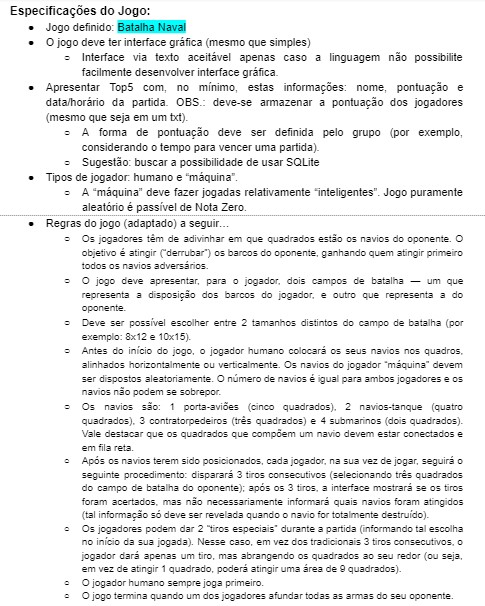 Especificações do Jogo:
● Jogo definido: Batalha Naval
● O jogo deve ter interface gráfica (mesmo que simples)
○ Interface via texto aceitável apenas caso a linguagem não possibilite
facilmente desenvolver interface gráfica.
● Apresentar Top5 com, no mínimo, estas informações: nome, pontuação e
data/horário da partida. OBS.: deve-se armazenar a pontuação dos jogadores
(mesmo que seja em um txt).
○ A forma de pontuação deve ser definida pelo grupo (por exemplo,
considerando o tempo para vencer uma partida).
○ Sugestão: buscar a possibilidade de usar SQLite
● Tipos de jogador: humano e “máquina”.
○ A “máquina” deve fazer jogadas relativamente “inteligentes”. Jogo puramente
aleatório é passível de Nota Zero.
● Regras do jogo (adaptado) a seguir...
○ Os jogadores têm de adivinhar em que quadrados estão os navios do oponente. O
objetivo é atingir (“derrubar”) os barcos do oponente, ganhando quem atingir primeiro
todos os navios adversários.
○ O jogo deve apresentar, para o jogador, dois campos de batalha — um que
representa a disposição dos barcos do jogador, e outro que representa a do
oponente.
○ Deve ser possível escolher entre 2 tamanhos distintos do campo de batalha (por
exemplo: 8x12 e 10x15).
○ Antes do início do jogo, o jogador humano colocará os seus navios nos quadros,
alinhados horizontalmente ou verticalmente. Os navios do jogador “máquina” devem
ser dispostos aleatoriamente. O número de navios é igual para ambos jogadores e os
navios não podem se sobrepor.
○ Os navios são: 1 porta-aviões (cinco quadrados), 2 navios-tanque (quatro
quadrados), 3 contratorpedeiros (três quadrados) e 4 submarinos (dois quadrados).
Vale destacar que os quadrados que compõem um navio devem estar conectados e
em fila reta.
○ Após os navios terem sido posicionados, cada jogador, na sua vez de jogar, seguirá o
seguinte procedimento: disparará 3 tiros consecutivos (selecionando três quadrados
do campo de batalha do oponente); após os 3 tiros, a interface mostrará se os tiros
foram acertados, mas não necessariamente informará quais navios foram atingidos
(tal informação só deve ser revelada quando o navio for totalmente destruído).
○ Os jogadores podem dar 2 “tiros especiais” durante a partida (informando tal escolha
no início da sua jogada). Nesse caso, em vez dos tradicionais 3 tiros consecutivos, o
jogador dará apenas um tiro, mas abrangendo os quadrados ao seu redor (ou seja,
em vez de atingir 1 quadrado, poderá atingir uma área de 9 quadrados).
○ O jogador humano sempre joga primeiro.
○ O jogo termina quando um dos jogadores afundar todas as armas do seu oponente.